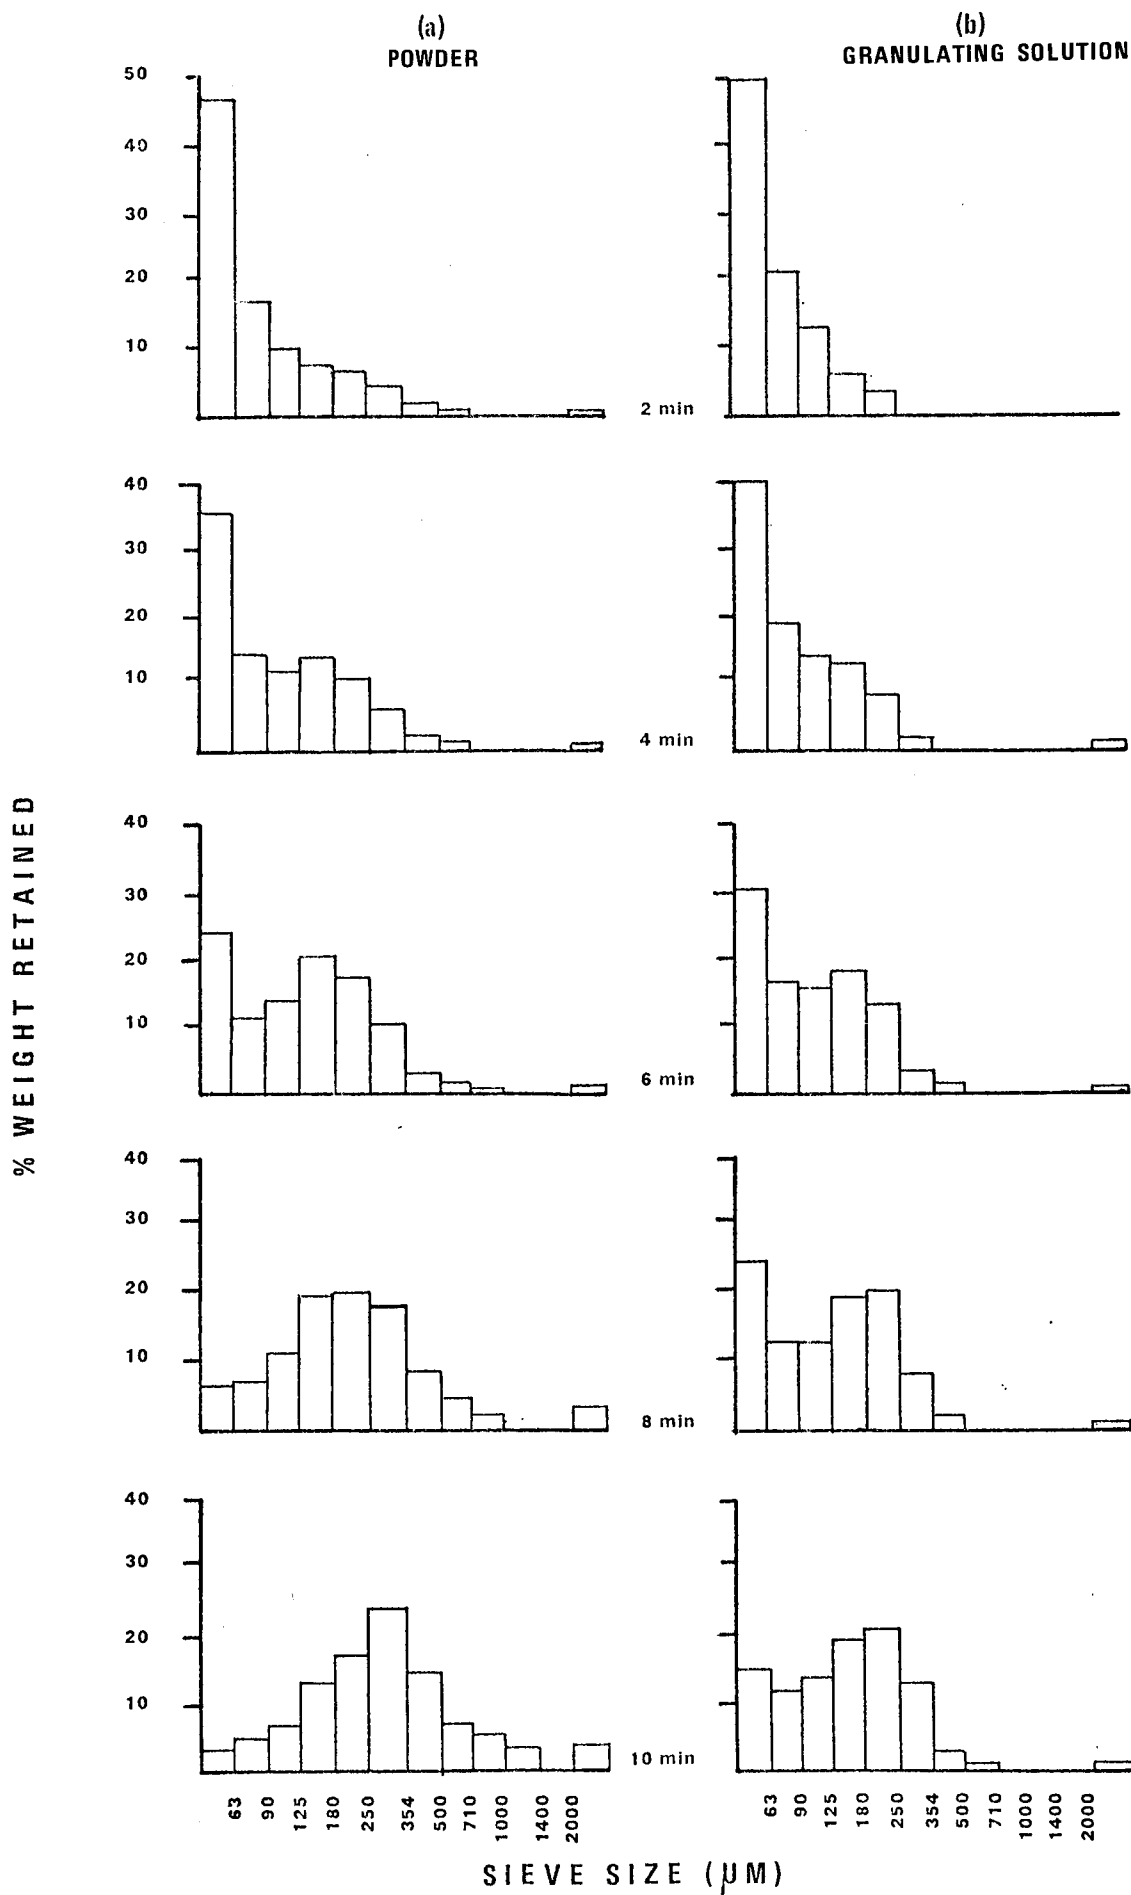 (a)
POWDER
(b)
GRANULATING SOLUTION
50
40
30
20
10
2 min
40
30
20
10
4 min
40
30
20
10
6 min
40
30
20
10
8 min
40
30
20
10
10 min
% WEIGHT RETAINED
63 90 125 180 250 354 500 710 1000 1400 2000
63 90 125 180 250 354 500 710 1000 1400 2000
SIEVE SIZE (µM)